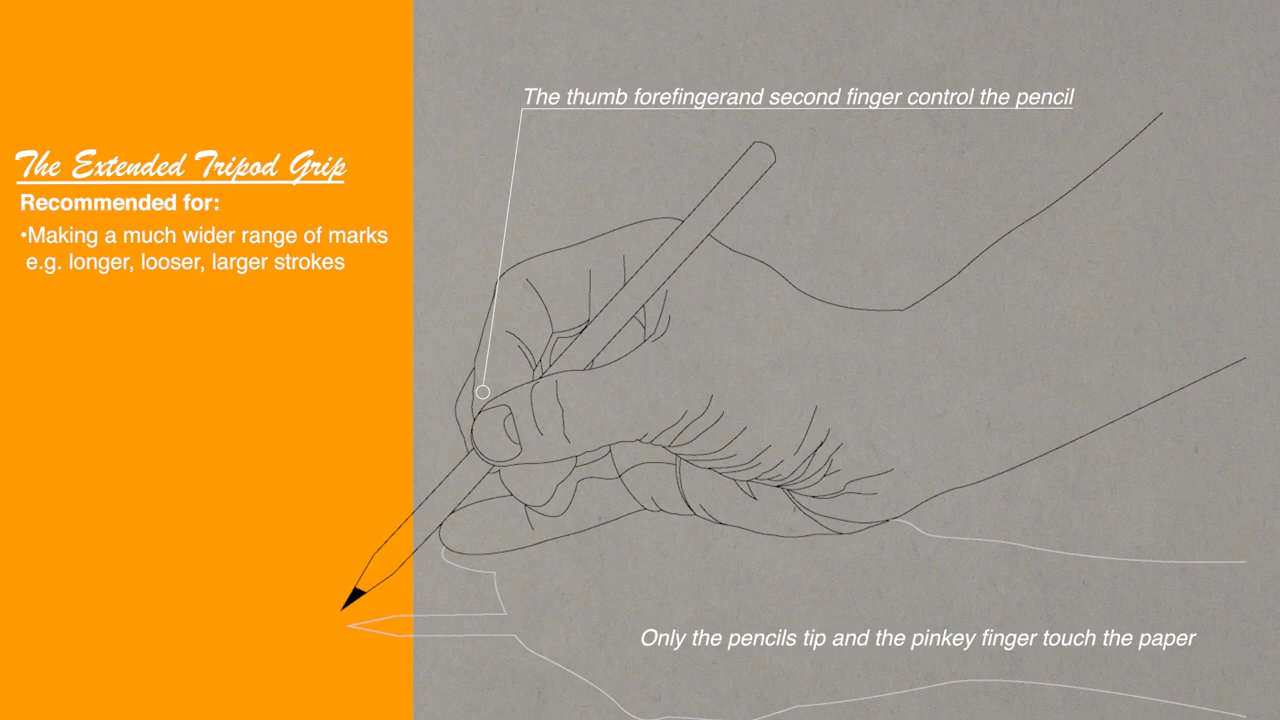 The thumb forefingerand second finger control the pencil
The Extended Tripod Grip
Recommended for:
•Making a much wider range of marks
e.g. longer, looser, larger strokes
Only the pencils tip and the pinkey finger touch the paper